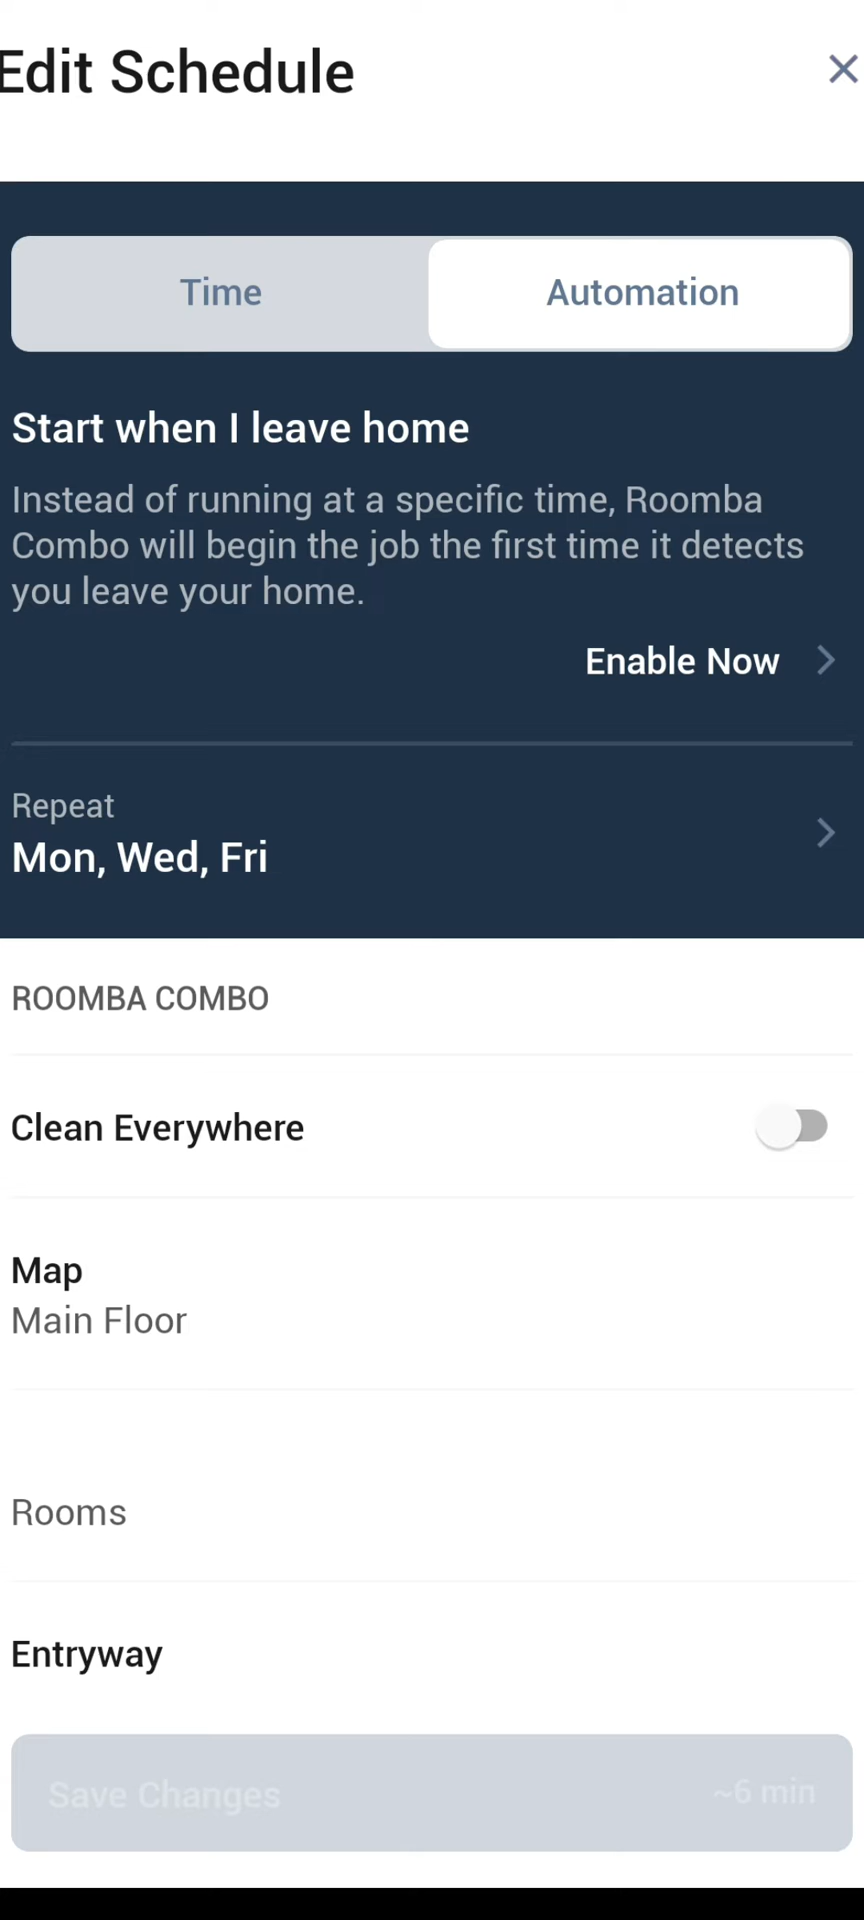 Edit Schedule
Time
Automation
Start when I leave home
Instead of running at a specific time, Roomba
Combo will begin the job the first time it detects
you leave your home.
Enable Now
Repeat
Mon, Wed, Fri
ROOMBA COMBO
Clean Everywhere
Map
Main Floor
Rooms
Entryway
Save Changes
~6 min